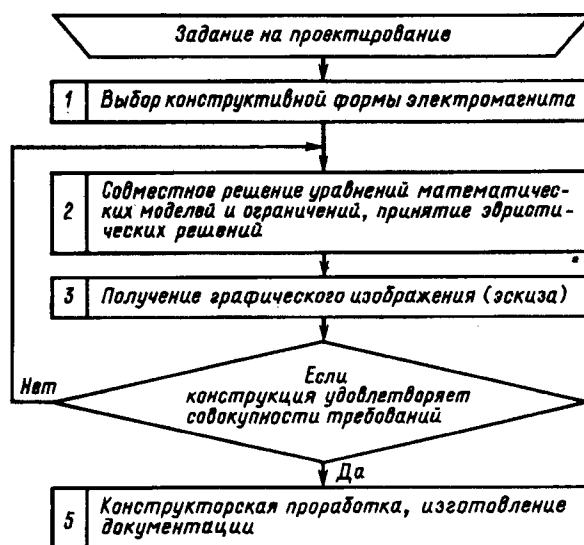 Задание на проектирование
1 Выбор конструктивной формы электромагнита
Совместное решение уравнений математичес-
2 ких моделей и ограничений, принятие эвристи-
ческих решений
3 Получение графического изображения (эскиза)
Если
Нет конструкция удовлетворяет
совокупности требований
Да
5 Конструкторская проработка, изготовление
документации